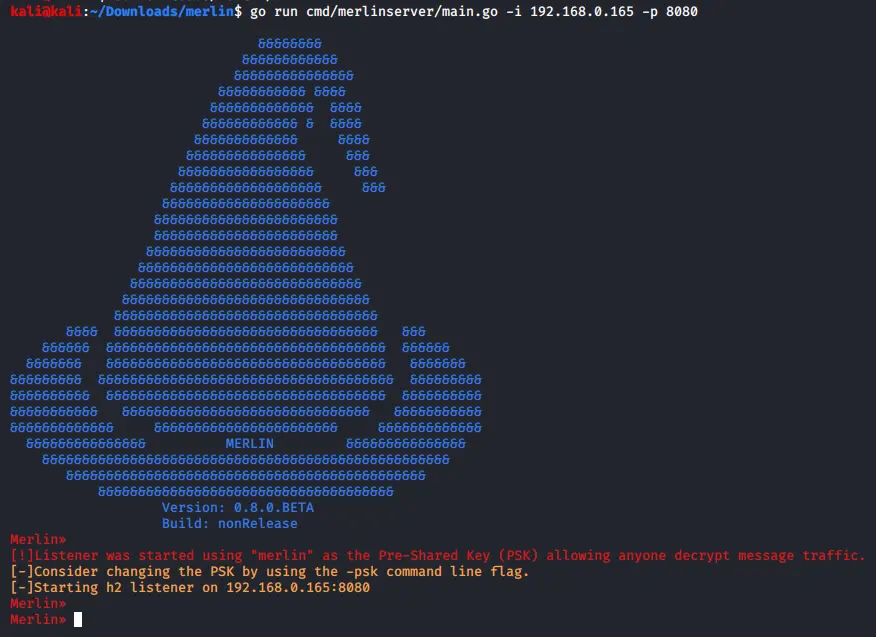 kali@kali:~/Downloads/merlin$ go run cmd/merlinserver/main.go -i 192.168.0.165 -p 8080
&&&&&&&&
&&&&&&&&&&&&
&&&&&&&&&&&&&&&
&&&&&&&&&&& &&&&
&&&&&&&&&&&&&  &&&&
&&&&&&&&&&&& &  &&&&
&&&&&&&&&&&&&     &&&&
&&&&&&&&&&&&&&&     &&&
&&&&&&&&&&&&&&&&&     &&&
&&&&&&&&&&&&&&&&&&&     &&&
&&&&&&&&&&&&&&&&&&&&&
&&&&&&&&&&&&&&&&&&&&&&&
&&&&&&&&&&&&&&&&&&&&&&&
&&&&&&&&&&&&&&&&&&&&&&&&&
&&&&&&&&&&&&&&&&&&&&&&&&&&&
&&&&&&&&&&&&&&&&&&&&&&&&&&&&&
&&&&&&&&&&&&&&&&&&&&&&&&&&&&&&&
&&&&&&&&&&&&&&&&&&&&&&&&&&&&&&&&&
&&&&  &&&&&&&&&&&&&&&&&&&&&&&&&&&&&&&&&   &&&
&&&&&&  &&&&&&&&&&&&&&&&&&&&&&&&&&&&&&&&&&&  &&&&&&
&&&&&&&   &&&&&&&&&&&&&&&&&&&&&&&&&&&&&&&&&&&   &&&&&&&
&&&&&&&&&  &&&&&&&&&&&&&&&&&&&&&&&&&&&&&&&&&&&&&  &&&&&&&&&
&&&&&&&&&&  &&&&&&&&&&&&&&&&&&&&&&&&&&&&&&&&&&&  &&&&&&&&&&
&&&&&&&&&&&   &&&&&&&&&&&&&&&&&&&&&&&&&&&&&&&   &&&&&&&&&&&
&&&&&&&&&&&&&     &&&&&&&&&&&&&&&&&&&&&&&     &&&&&&&&&&&&&
&&&&&&&&&&&&&&&          MERLIN         &&&&&&&&&&&&&&&
&&&&&&&&&&&&&&&&&&&&&&&&&&&&&&&&&&&&&&&&&&&&&&&&&&&
&&&&&&&&&&&&&&&&&&&&&&&&&&&&&&&&&&&&&&&&&&&&&
&&&&&&&&&&&&&&&&&&&&&&&&&&&&&&&&&&&&&
Version: 0.8.0.BETA
Build: nonRelease
Merlin»
[!]Listener was started using "merlin" as the Pre-Shared Key (PSK) allowing anyone decrypt message traffic.
[-]Consider changing the PSK by using the -psk command line flag.
[-]Starting h2 listener on 192.168.0.165:8080
Merlin»
Merlin»